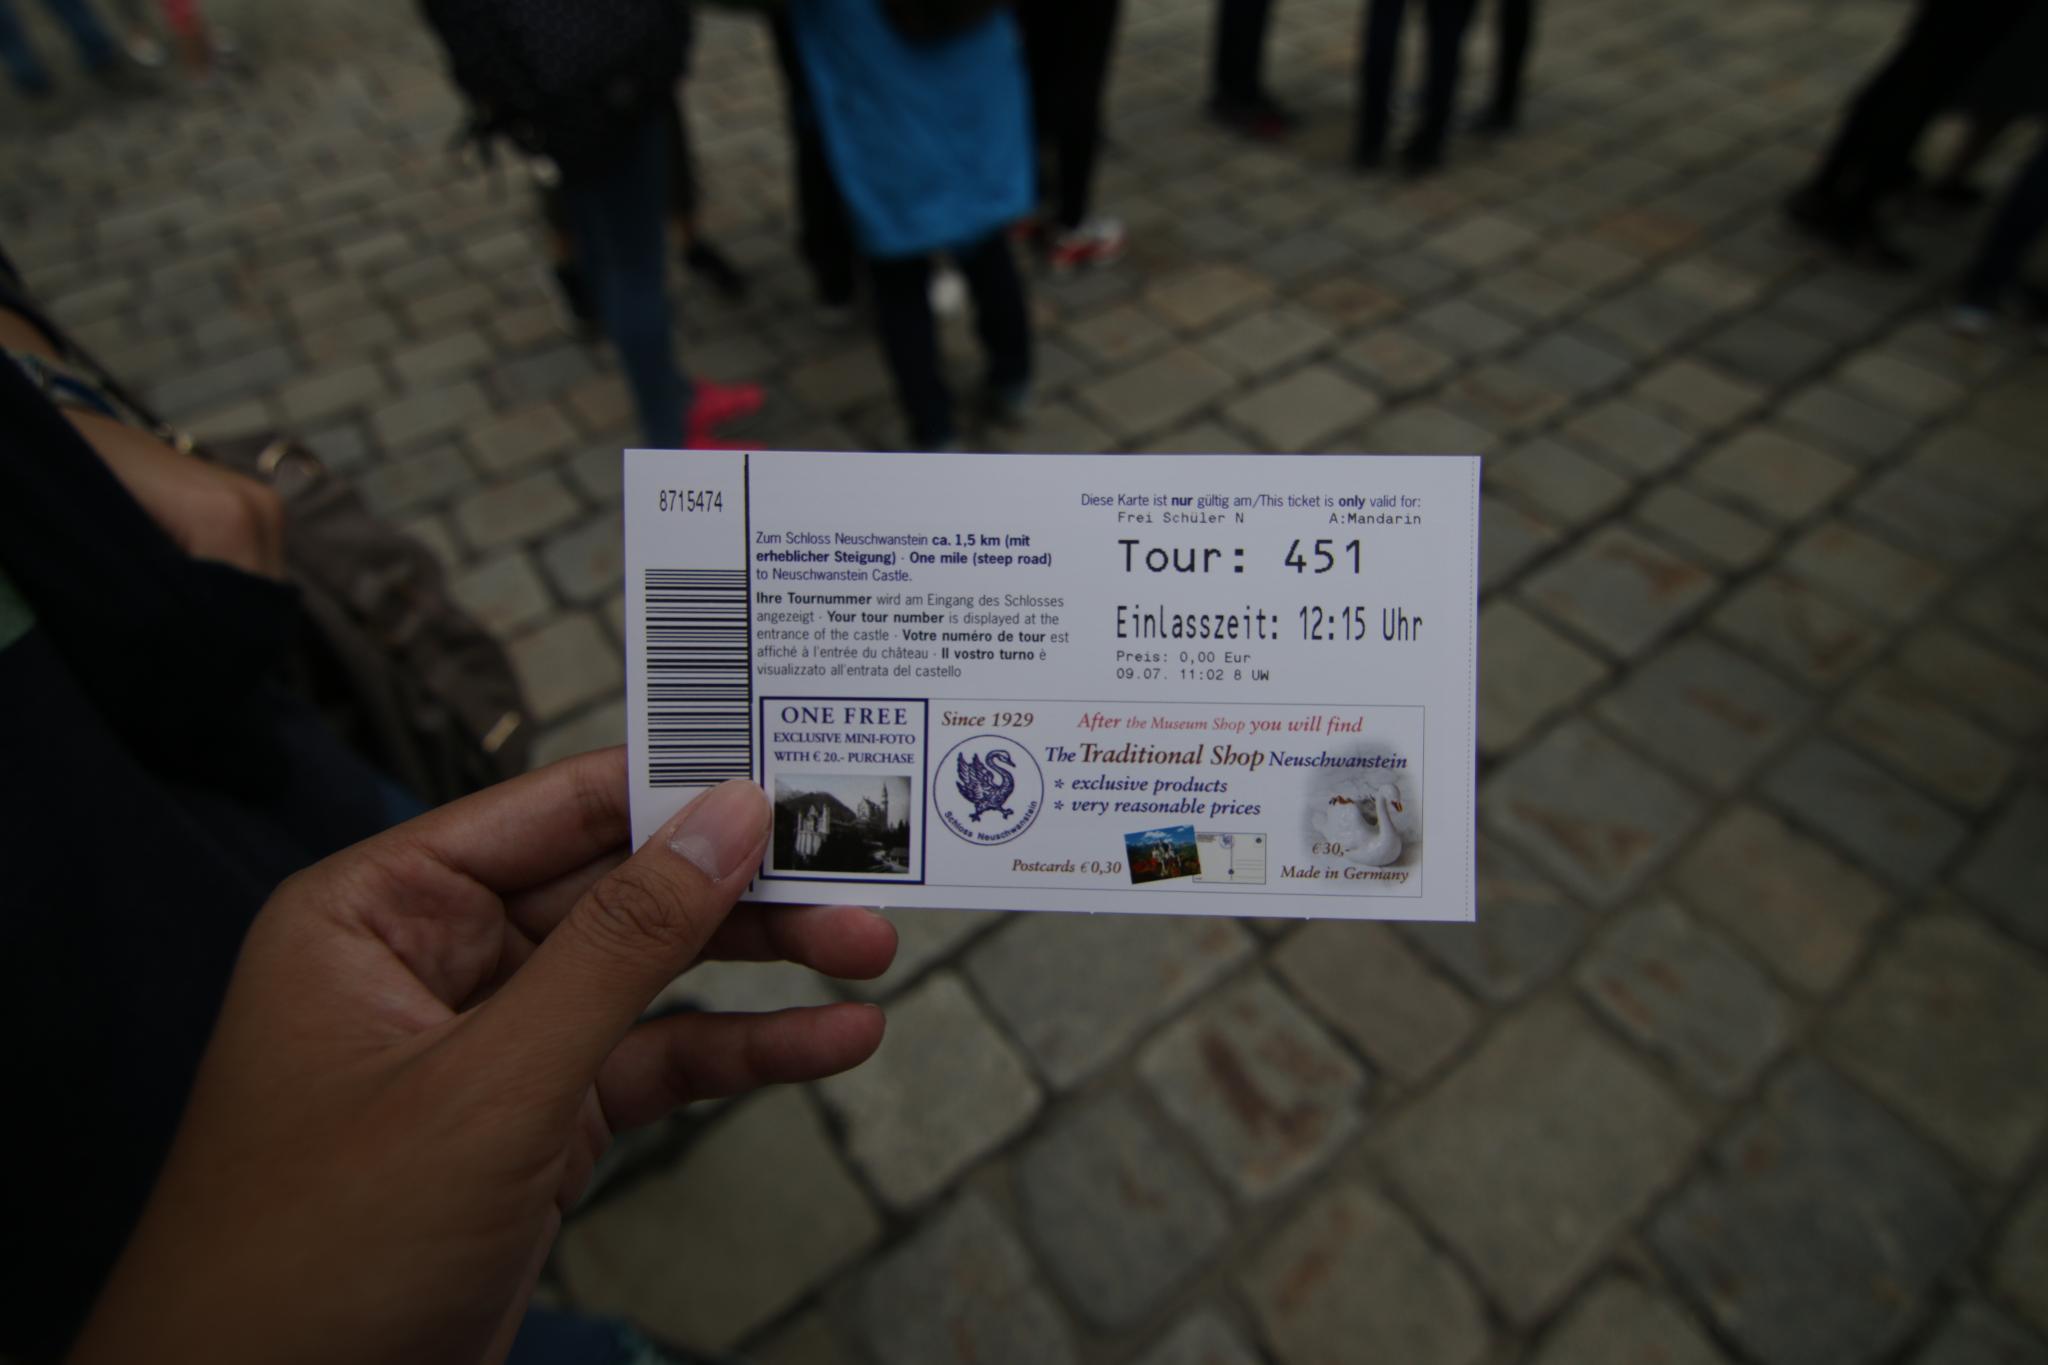 8715474
Zum Schloss Neuschwanstein ca. 1,5 km (mit
erheblicher Steigung) · One mile (steep road)
to Neuschwanstein Castle.
Ihre Tournummer wird am Eingang des Schlosses
angezeigt · Your tour number is displayed at the
entrance of the castle · Votre numéro de tour est
affiché à l'entrée du château · Il vostro turno è
visualizzato all'entrata del castello
Diese Karte ist nur gültig am/This ticket is only valid for:
Frei Schüler N A:Mandarin
Tour: 451
Einlasszeit: 12:15 Uhr
Preis: 0,00 Eur
09.07. 11:02 8 UW
ONE FREE
EXCLUSIVE MINI-FOTO
WITH € 20.- PURCHASE
Since 1929
Schloss Neuschwanstein
After the Museum Shop you will find
The Traditional Shop Neuschwanstein
* exclusive products
* very reasonable prices
Postcards € 0,30
€ 30,-
Made in Germany